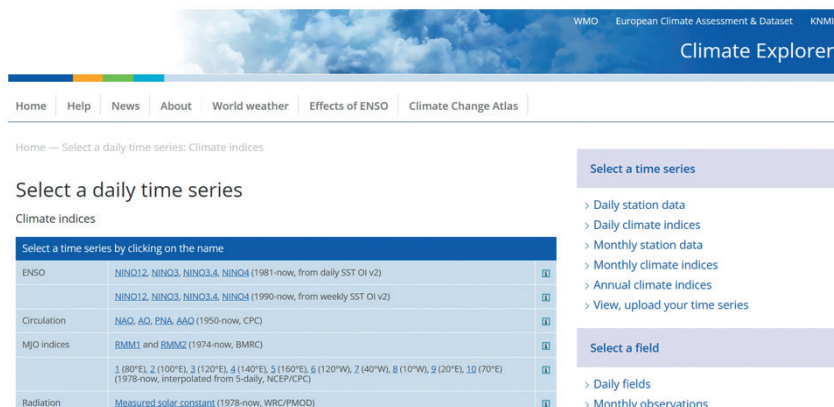 WMO European Climate Assessment & Dataset KNMI
Climate Explorer
Home Help News About World weather Effects of ENSO Climate Change Atlas
Home — Select a daily time series: Climate indices
Select a daily time series
Climate indices
Select a time series by clicking on the name
ENSO NINO12, NINO3, NINO3.4, NINO4 (1981-now, from daily SST OI v2) i
NINO12, NINO3, NINO3.4, NINO4 (1990-now, from weekly SST OI v2) i
Circulation NAO, AO, PNA, AAO (1950-now, CPC) i
MJO indices RMM1 and RMM2 (1974-now, BMRC) i
1 (80°E), 2 (100°E), 3 (120°E), 4 (140°E), 5 (160°E), 6 (120°W), 7 (40°W), 8 (10°W), 9 (20°E), 10 (70°E) i
(1978-now, interpolated from 5-daily, NCEP/CPC)
Radiation Measured solar constant (1978-now, WRC/PMOD) i
Select a time series
> Daily station data
> Daily climate indices
> Monthly station data
> Monthly climate indices
> Annual climate indices
> View, upload your time series
Select a field
> Daily fields
> Monthly observations